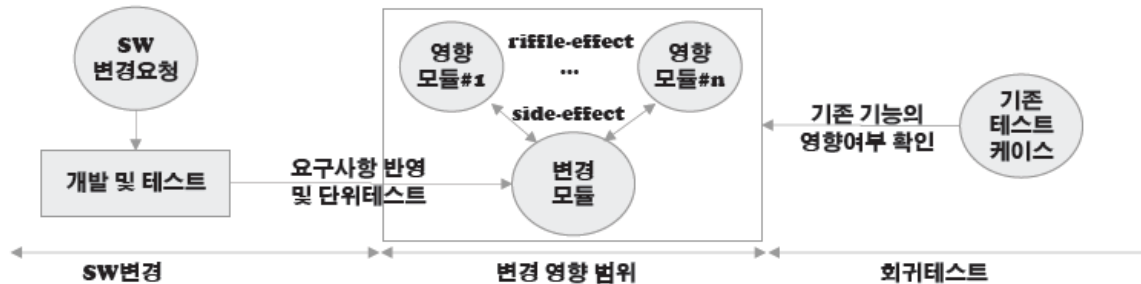 SW
변경요청
개발 및 테스트
요구사항 반영
및 단위테스트
영향
모듈#1
riffle-effect
...
영향
모듈#n
side-effect
변경
모듈
기존 기능의
영향여부 확인
기존
테스트
케이스
SW변경
변경 영향 범위
회귀테스트